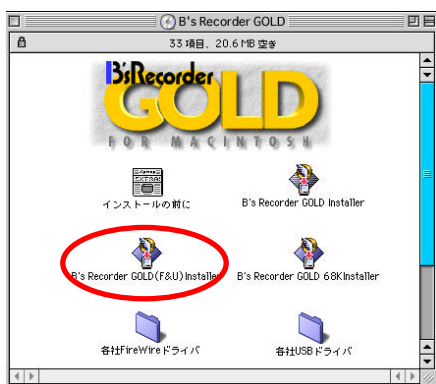 B's Recorder GOLD
33 項目、20.6 MB 空き
B's Recorder
GOLD
FOR MACINTOSH
インストールの前に
B's Recorder GOLD Installer
B's Recorder GOLD(F&U)Installer
B's Recorder GOLD 68KInstaller
各社FireWireドライバ
各社USBドライバ